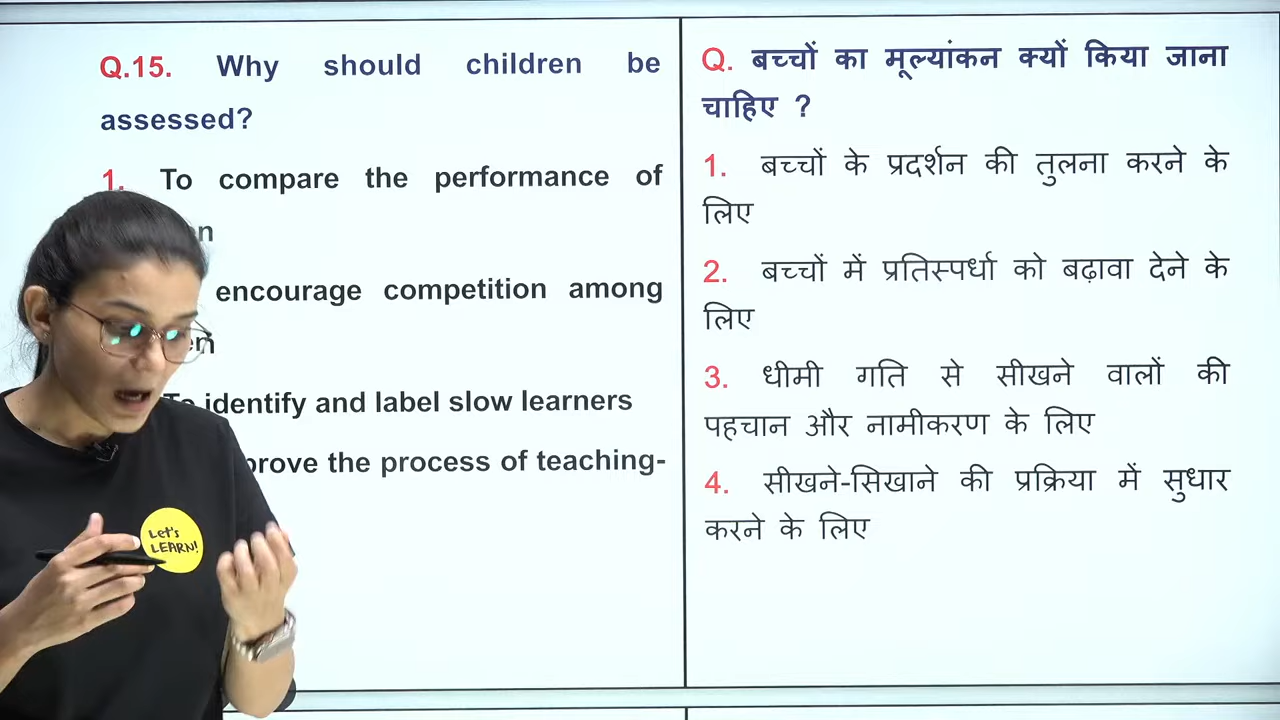 Q.15. Why should children be
assessed?
1. To compare the performance of
encourage competition among
identify and label slow learners
the process of teaching-
Q. बच्चों का मूल्यांकन क्यों किया जाना
चाहिए ?
1. बच्चों के प्रदर्शन की तुलना करने के
लिए
2. बच्चों में प्रतिस्पर्धा को बढ़ावा देने के
लिए
3. धीमी गति से सीखने वालों की
पहचान और नामीकरण के लिए
4. सीखने-सिखाने की प्रक्रिया में सुधार
करने के लिए
Let's
LEARN!